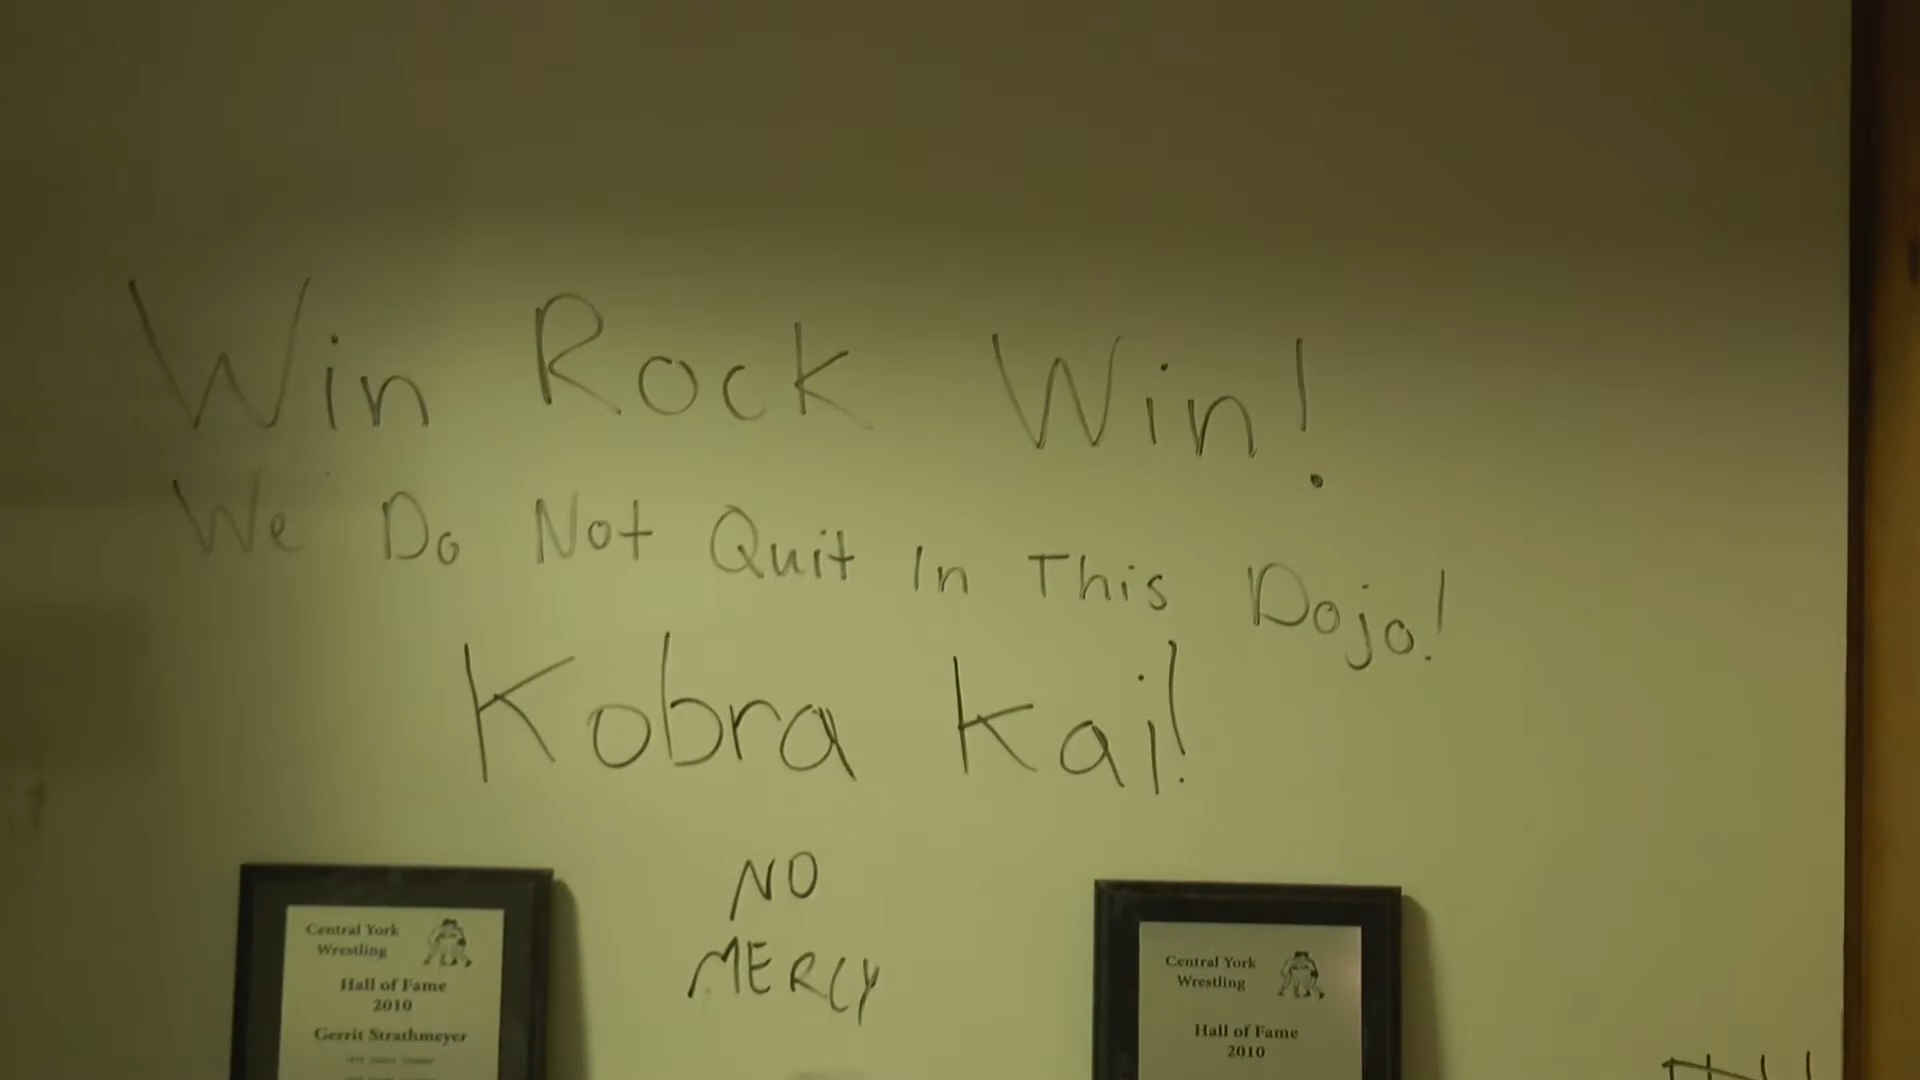 Win Rock Win!
We Do Not Quit In This Dojo!
Kobra Kai!
NO
MERCY
Central York
Wrestling
Hall of Fame
2010
Gerrit Strathmeyer
Central York
Wrestling
Hall of Fame
2010